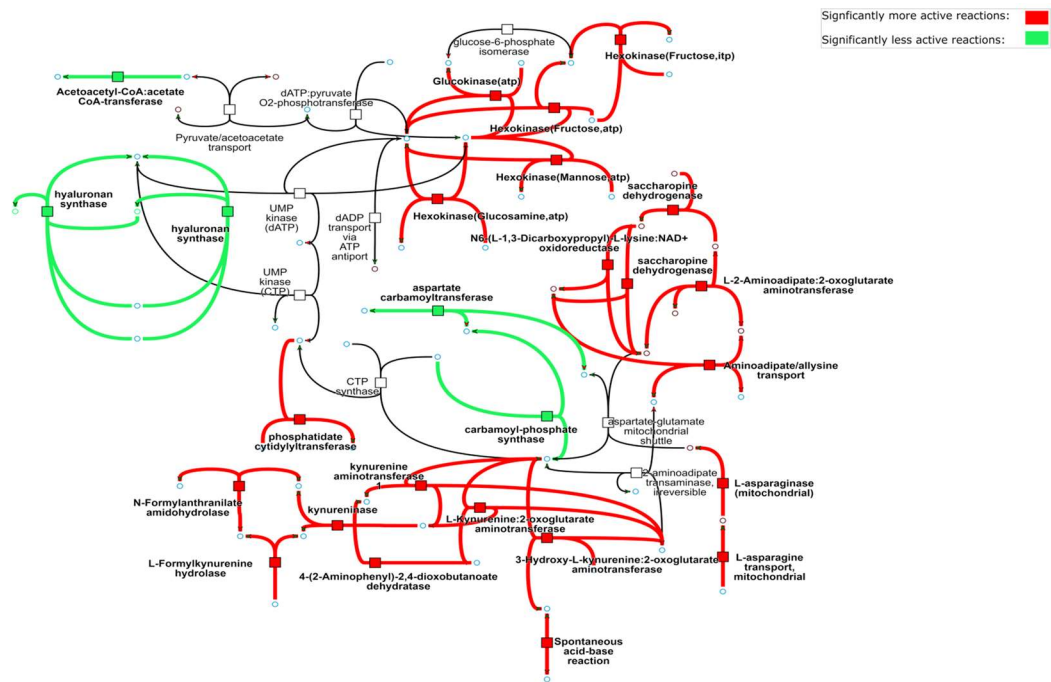 Signficantly more active reactions:
Significantly less active reactions:
glucose-6-phosphate
isomerase
Hexokinase(Fructose,itp)
Glucokinase(atp)
Acetoacetyl-CoA:acetate
CoA-transferase
dATP:pyruvate
O2-phosphotransferase
Hexokinase(Fructose,atp)
Pyruvate/acetoacetate
transport
Hexokinase(Mannose,atp)
saccharopine
dehydrogenase
hyaluronan
synthase
hyaluronan
synthase
UMP
kinase
(dATP)
dADP
transport
via
ATP
antiport
Hexokinase(Glucosamine,atp)
N6-(L-1,3-Dicarboxypropyl)-L-lysine:NAD+
oxidoreductase
saccharopine
dehydrogenase
L-2-Aminoadipate:2-oxoglutarate
aminotransferase
UMP
kinase
(CTP)
aspartate
carbamoyltransferase
Aminoadipate/allysine
transport
CTP
synthase
phosphatidate
cytidylyltransferase
carbamoyl-phosphate
synthase
aspartate-glutamate
mitochondrial
shuttle
kynurenine
aminotransferase
1
2-aminoadipate
transaminase,
irreversible
L-asparaginase
(mitochondrial)
N-Formylanthranilate
amidohydrolase
kynureninase
L-Kynurenine:2-oxoglutarate
aminotransferase
L-Formylkynurenine
hydrolase
4-(2-Aminophenyl)-2,4-dioxobutanoate
dehydratase
3-Hydroxy-L-kynurenine:2-oxoglutarate
aminotransferase
L-asparagine
transport,
mitochondrial
Spontaneous
acid-base
reaction